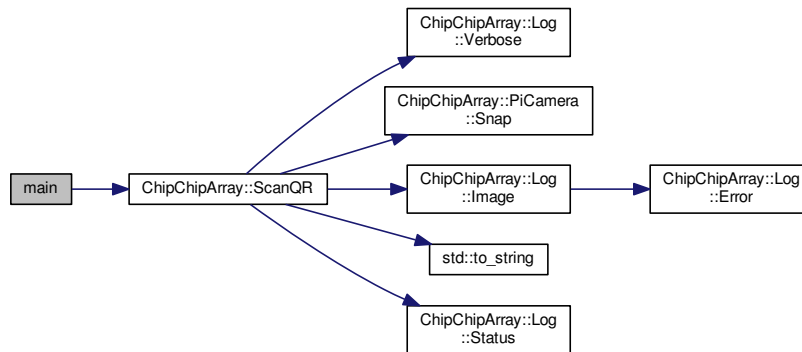 main
ChipChipArray::ScanQR
ChipChipArray::Log
::Verbose
ChipChipArray::PiCamera
::Snap
ChipChipArray::Log
::Image
std::to_string
ChipChipArray::Log
::Status
ChipChipArray::Log
::Error